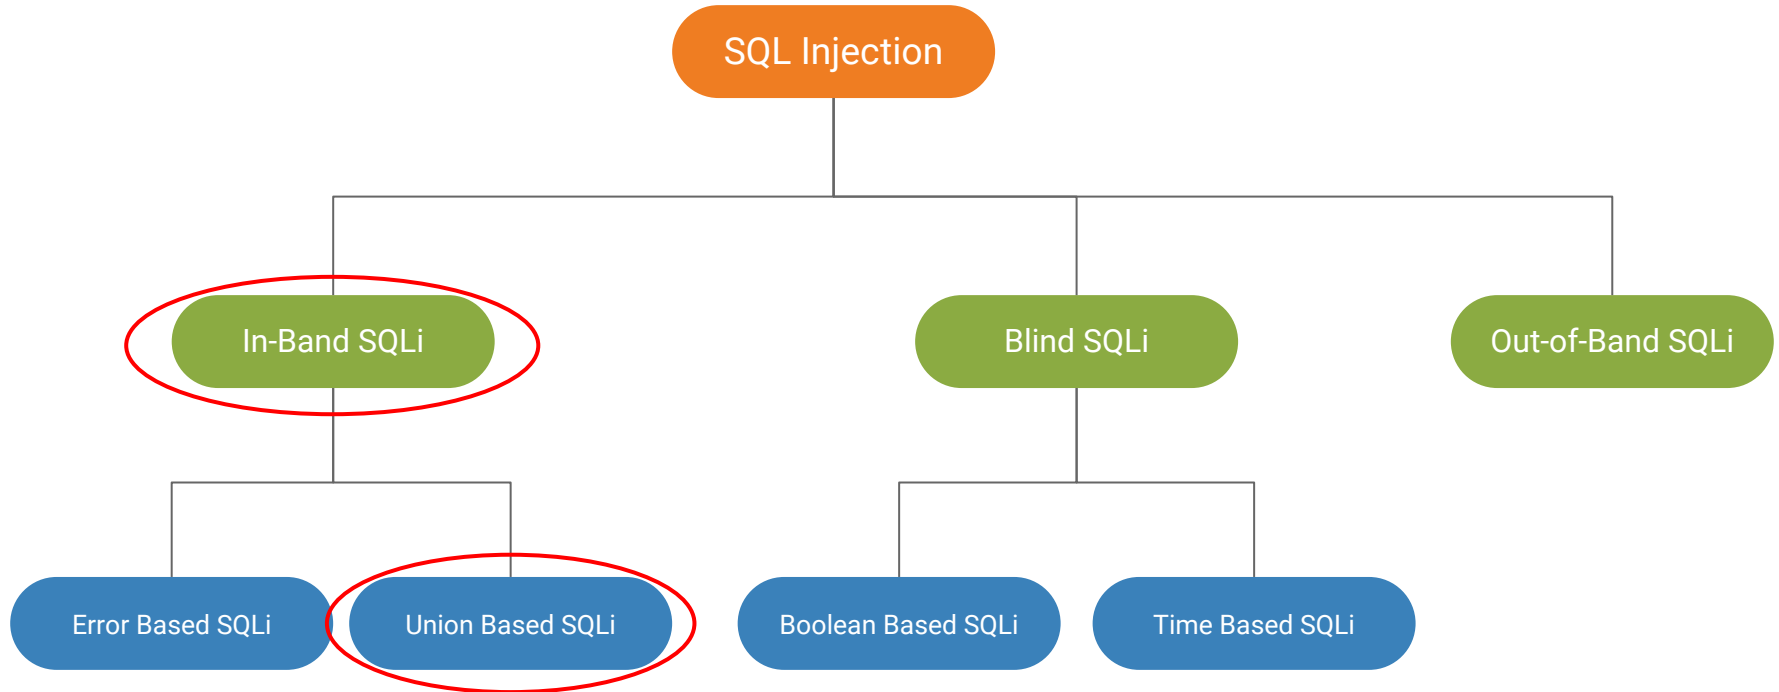 SQL Injection
In-Band SQLi
Blind SQLi
Out-of-Band SQLi
Error Based SQLi
Union Based SQLi
Boolean Based SQLi
Time Based SQLi